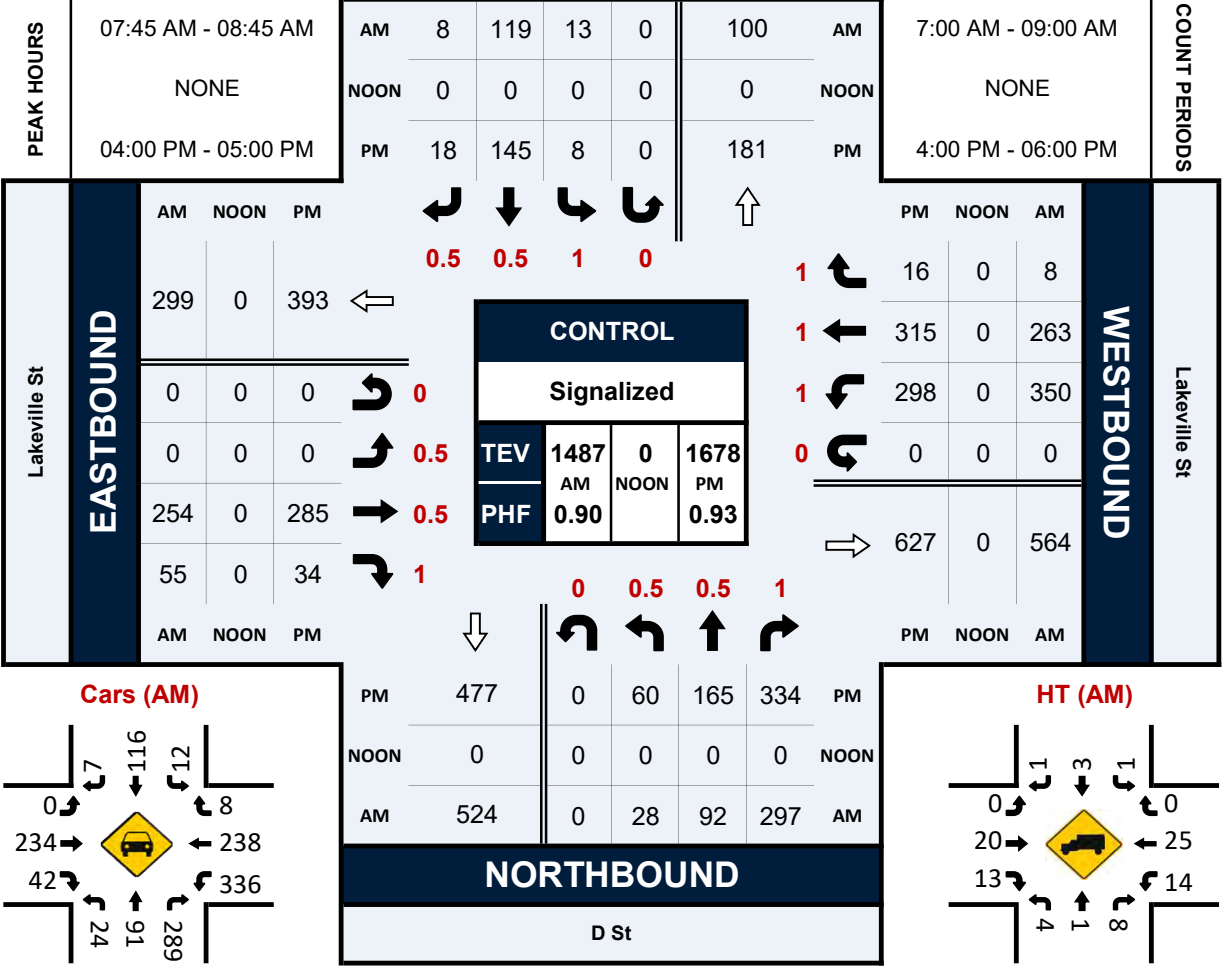 PEAK HOURS
07:45 AM - 08:45 AM
NONE
04:00 PM - 05:00 PM
AM 8 119 13 0 100 AM
NOON 0 0 0 0 0 NOON
PM 18 145 8 0 181 PM
7:00 AM - 09:00 AM
NONE
4:00 PM - 06:00 PM
COUNT PERIODS
0.5 0.5 1 0
Lakeville St
EASTBOUND
AM NOON PM
299 0 393
0 0 0 0
0 0 0 0.5
254 0 285 0.5
55 0 34 1
AM NOON PM
CONTROL
Signalized
TEV 1487 0 1678
AM NOON PM
PHF 0.90 0.93
PM NOON AM
1 16 0 8
1 315 0 263
1 298 0 350
0 0 0 0
627 0 564
PM NOON AM
WESTBOUND
Lakeville St
0 0.5 0.5 1
PM 477 0 60 165 334 PM
NOON 0 0 0 0 0 NOON
AM 524 0 28 92 297 AM
NORTHBOUND
D St
Cars (AM)
7 116 12
0 8
234 238
42 336
24 91 289
HT (AM)
1 3 1
0 0
20 25
13 14
4 1 8